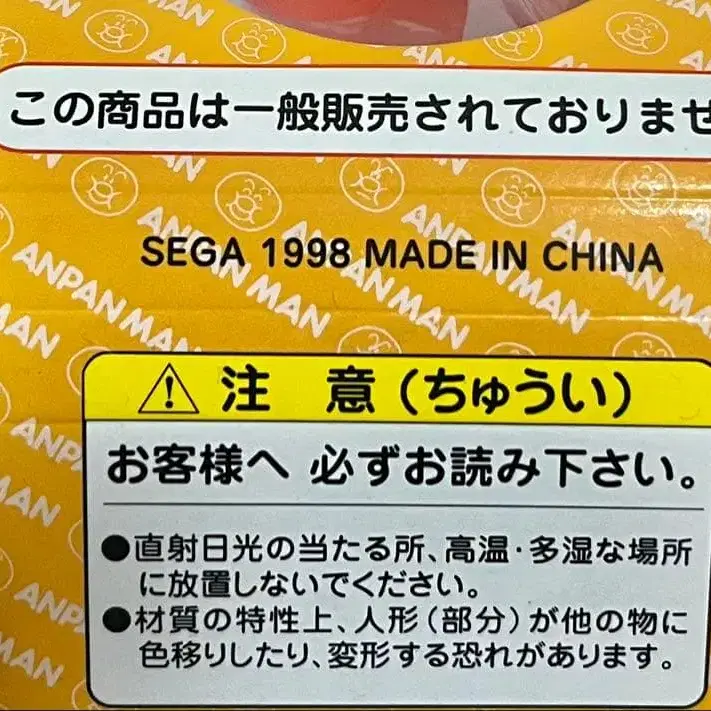 この商品は一般販売されておりませ
SEGA 1998 MADE IN CHINA
ANPANMAN
ANPANMAN
⚠ 注 意（ちゅうい）
お客様へ 必ずお読み下さい。
●直射日光の当たる所、高温・多湿な場所
に放置しないでください。
●材質の特性上、人形（部分）が他の物に
色移りしたり、変形する恐れがあります。